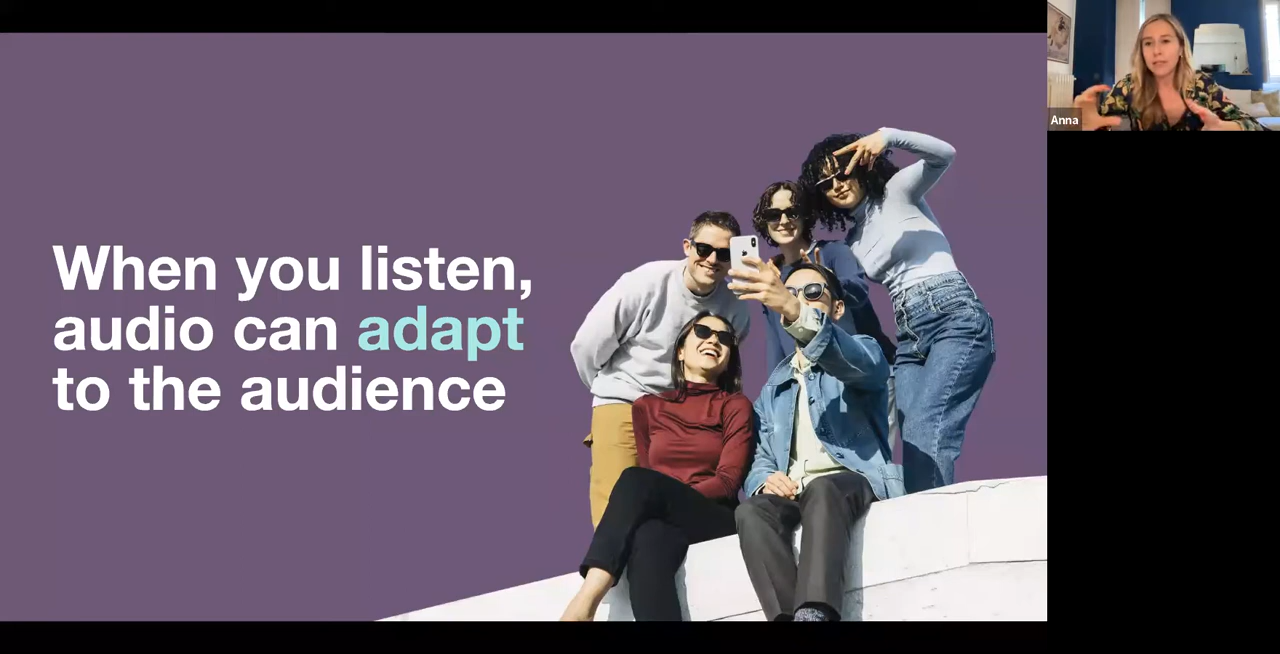 When you listen,
audio can adapt
to the audience
Anna